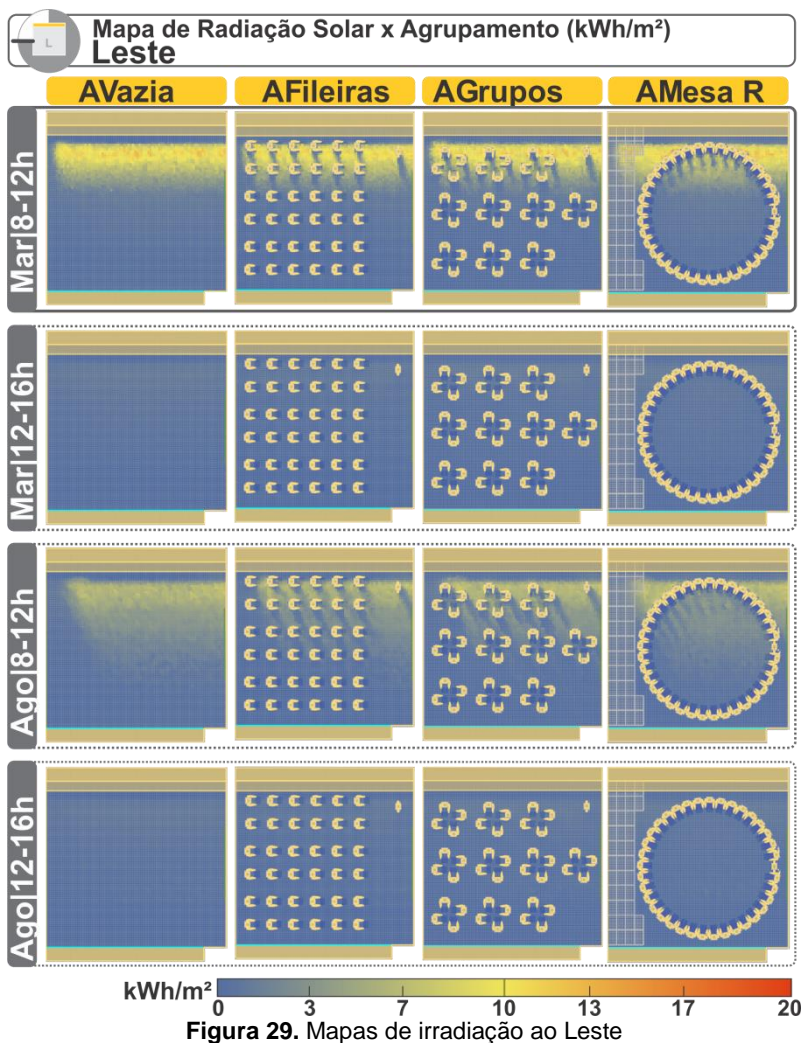 Mapa de Radiação Solar x Agrupamento (kWh/m²)
L
Leste
AVazia AFileiras AGrupos AMesa R
Mar|8-12h
Mar|12-16h
Ago|8-12h
Ago|12-16h
kWh/m²
0 3 7 10 13 17 20
Figura 29. Mapas de irradiação ao Leste